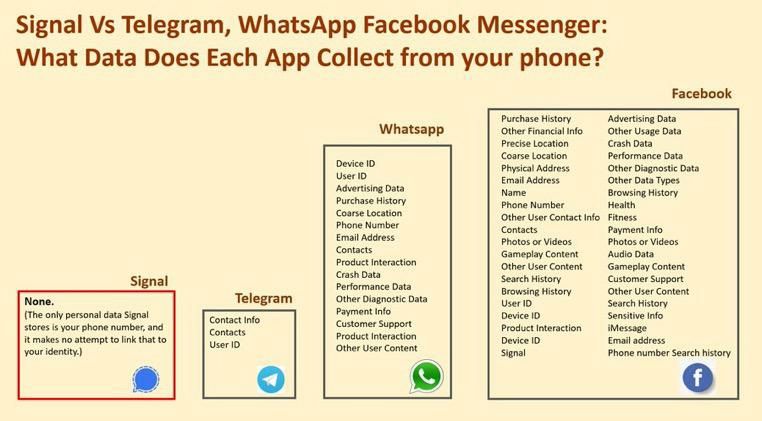 Signal Vs Telegram, WhatsApp Facebook Messenger:
What Data Does Each App Collect from your phone?
Signal
None.
(The only personal data Signal
stores is your phone number, and
it makes no attempt to link that to
your identity.)
Telegram
Contact Info
Contacts
User ID
Whatsapp
Device ID
User ID
Advertising Data
Purchase History
Coarse Location
Phone Number
Email Address
Contacts
Product Interaction
Crash Data
Performance Data
Other Diagnostic Data
Payment Info
Customer Support
Product Interaction
Other User Content
Facebook
Purchase History
Other Financial Info
Precise Location
Coarse Location
Physical Address
Email Address
Name
Phone Number
Other User Contact Info
Contacts
Photos or Videos
Gameplay Content
Other User Content
Search History
Browsing History
User ID
Device ID
Product Interaction
Device ID
Signal
Advertising Data
Other Usage Data
Crash Data
Performance Data
Other Diagnostic Data
Other Data Types
Browsing History
Health
Fitness
Payment Info
Photos or Videos
Audio Data
Gameplay Content
Customer Support
Other User Content
Search History
Sensitive Info
iMessage
Email address
Phone number Search history